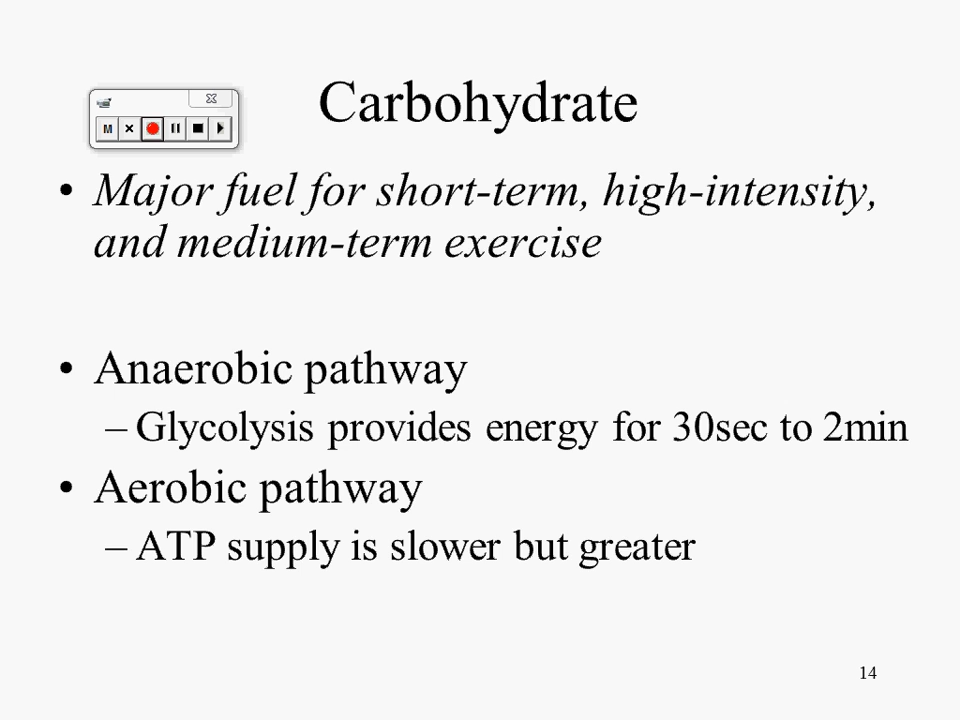 Carbohydrate
M
• Major fuel for short-term, high-intensity,
and medium-term exercise
• Anaerobic pathway
– Glycolysis provides energy for 30sec to 2min
• Aerobic pathway
– ATP supply is slower but greater
14